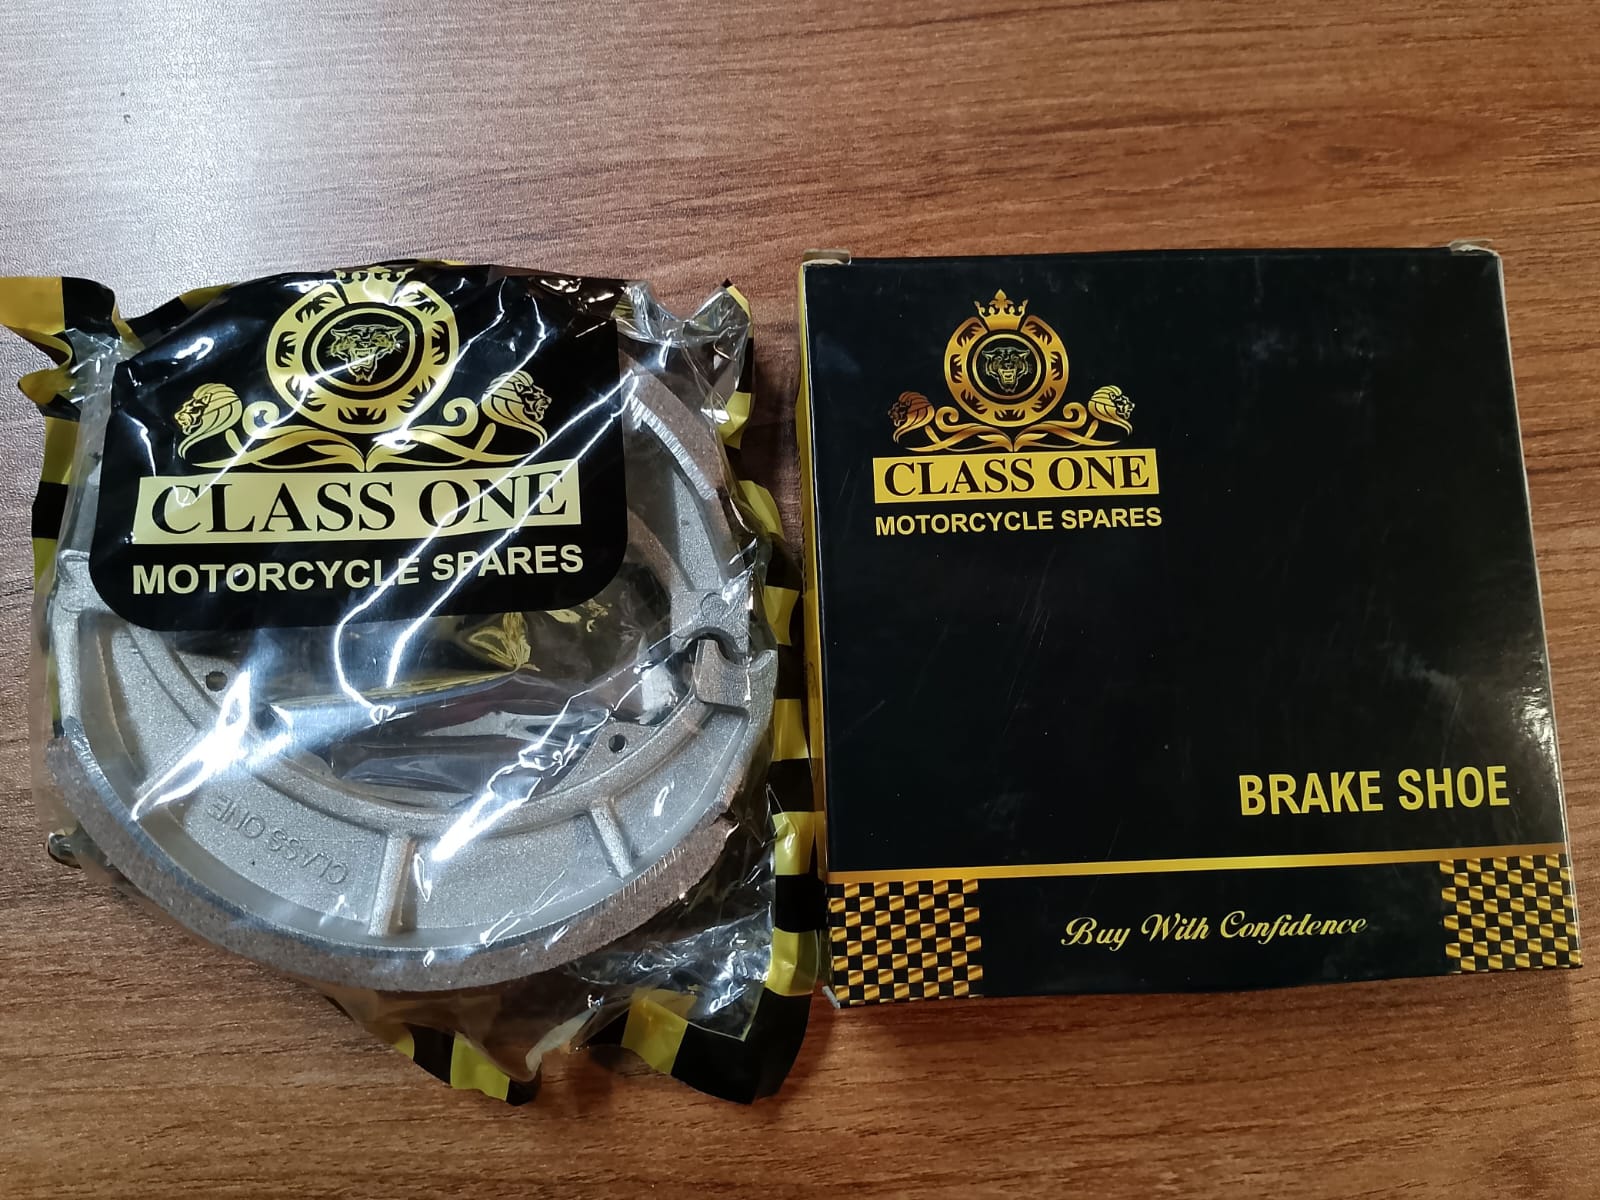 CLASS ONE
MOTORCYCLE SPARES
CLASS ONE
CLASS ONE
MOTORCYCLE SPARES
BRAKE SHOE
Buy With Confidence